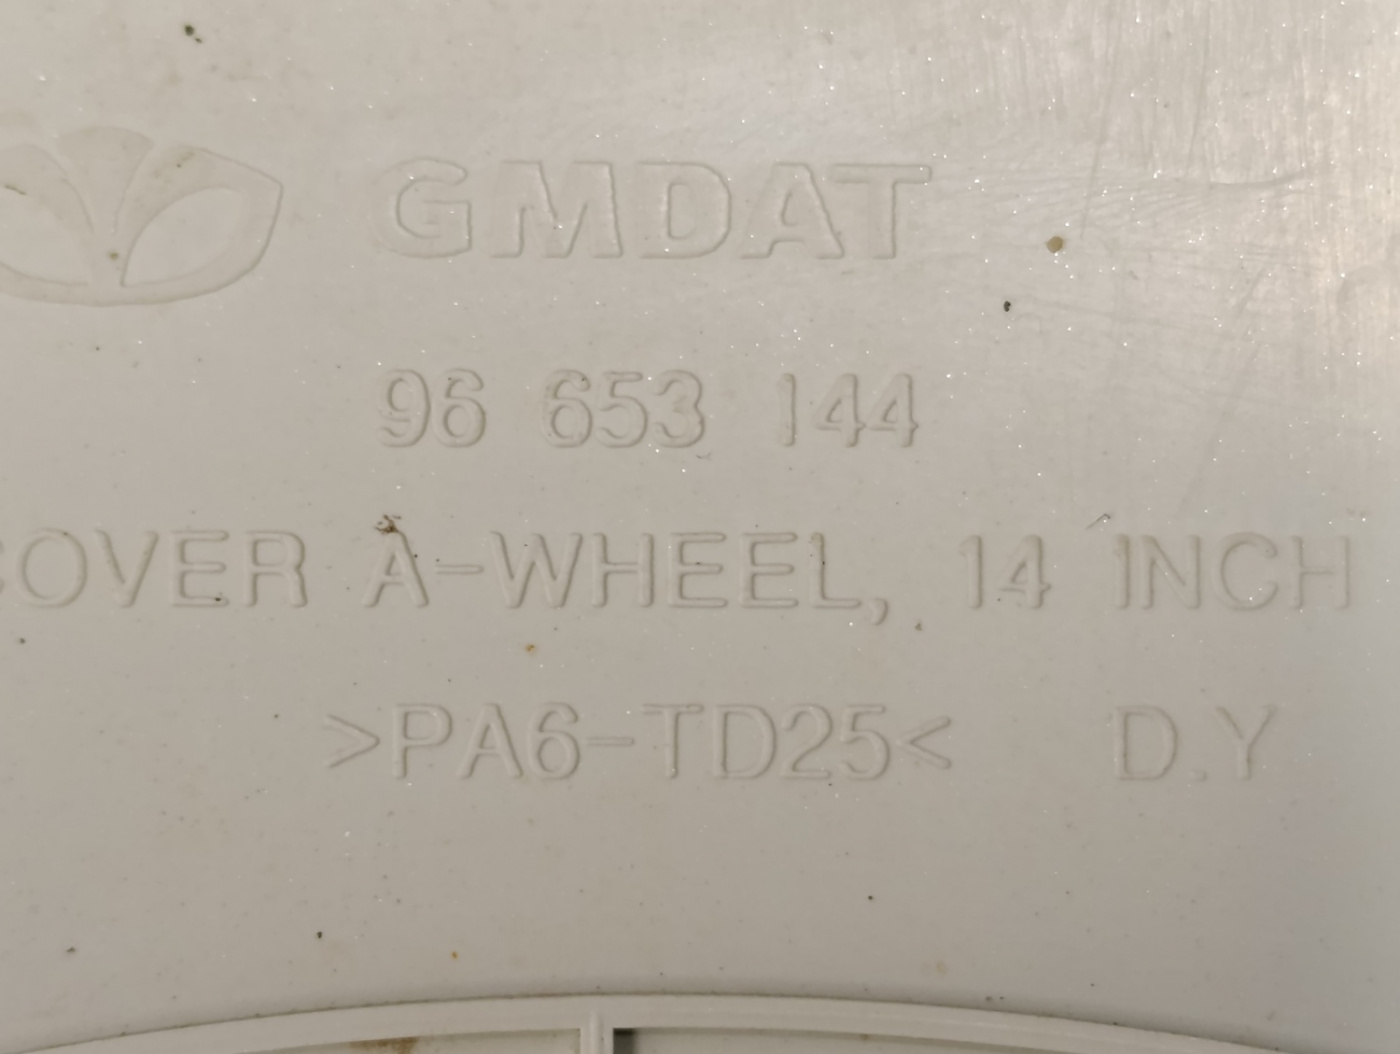 GMDAT
96 653 144
COVER A-WHEEL, 14 INCH
>PA6-TD25< D.Y